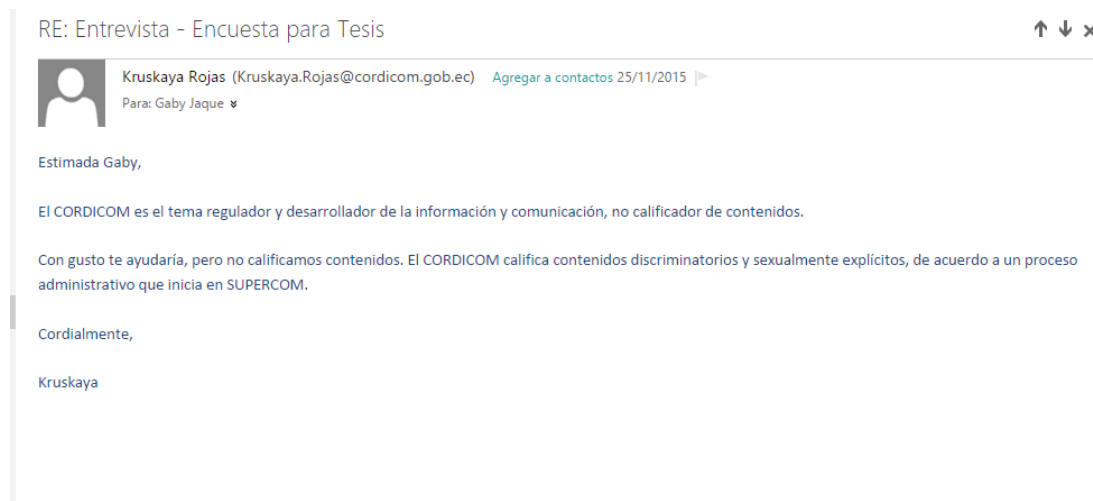 RE: Entrevista - Encuesta para Tesis
Kruskaya Rojas (Kruskaya.Rojas@cordicom.gob.ec) Agregar a contactos 25/11/2015
Para: Gaby Jaque
Estimada Gaby,
El CORDICOM es el tema regulador y desarrollador de la información y comunicación, no calificador de contenidos.
Con gusto te ayudaría, pero no calificamos contenidos. El CORDICOM califica contenidos discriminatorios y sexualmente explícitos, de acuerdo a un proceso
administrativo que inicia en SUPERCOM.
Cordialmente,
Kruskaya